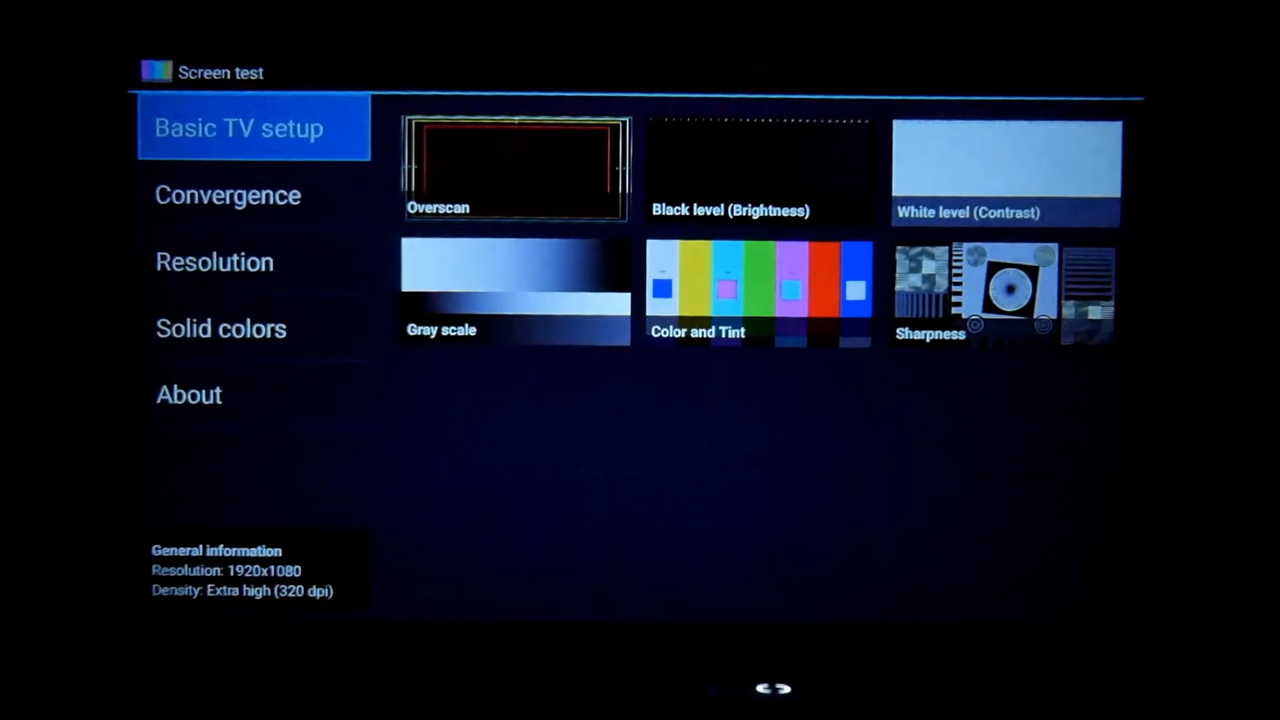 Screen test
Basic TV setup
Convergence
Resolution
Solid colors
About
Overscan
Black level (Brightness)
White level (Contrast)
Gray scale
Color and Tint
Sharpness
General information
Resolution: 1920x1080
Density: Extra high (320 dpi)